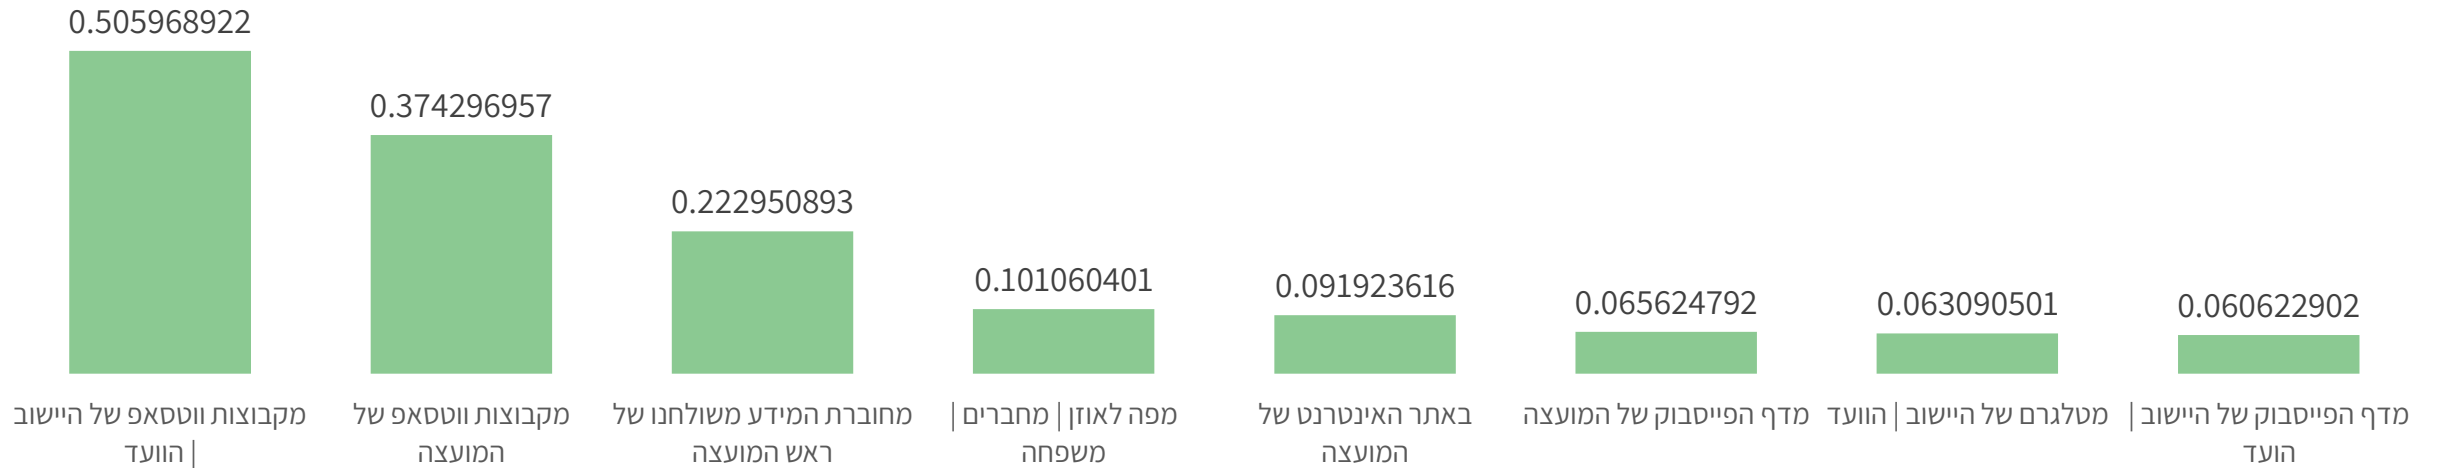 0.505968922
0.374296957
0.222950893
0.101060401
0.091923616
0.065624792
0.063090501
0.060622902
מקבוצות ווטסאפ של היישוב
| הוועד
מקבוצות ווטסאפ של
המועצה
מחוברת המידע משולחנו של
ראש המועצה
מפה לאוזן | מחברים |
משפחה
באתר האינטרנט של
המועצה
מדף הפייסבוק של המועצה
מטלגרם של היישוב | הוועד
מדף הפייסבוק של היישוב |
הועד